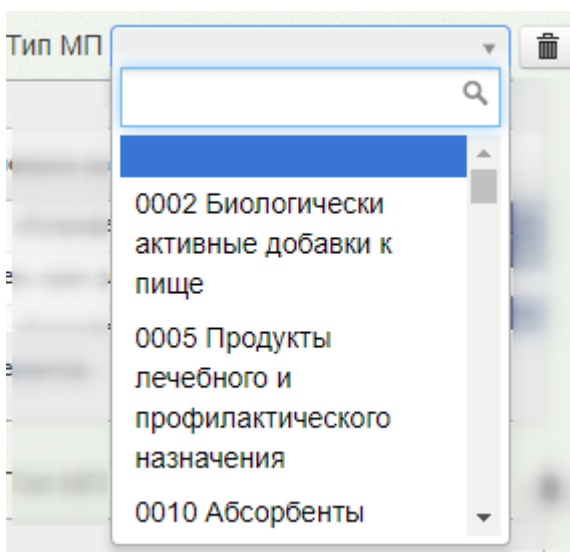 Тип МП
0002 Биологически
активные добавки к
пище
0005 Продукты
лечебного и
профилактического
назначения
0010 Абсорбенты